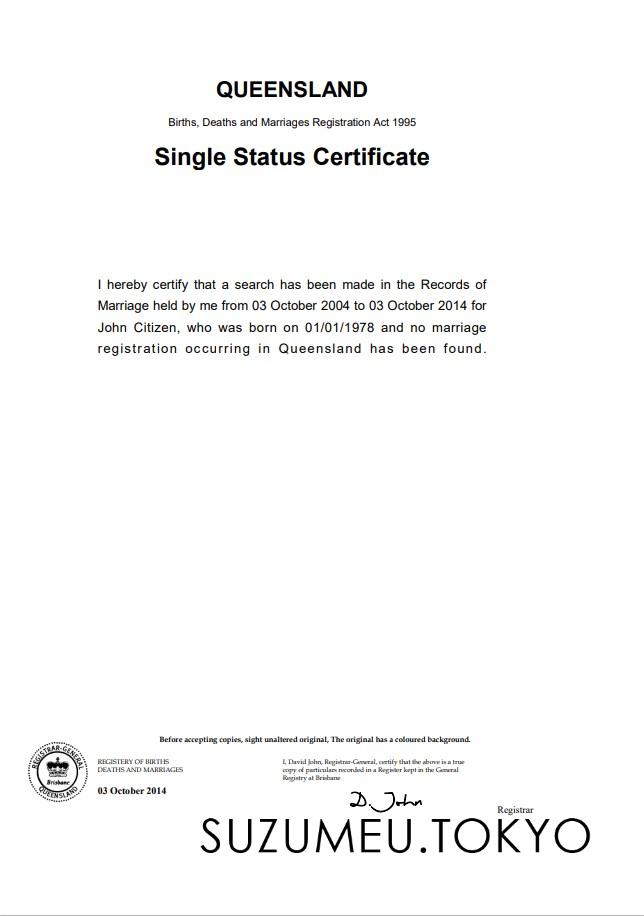 QUEENSLAND
Births, Deaths and Marriages Registration Act 1995
Single Status Certificate
I hereby certify that a search has been made in the Records of
Marriage held by me from 03 October 2004 to 03 October 2014 for
John Citizen, who was born on 01/01/1978 and no marriage
registration occurring in Queensland has been found.
Before accepting copies, sight unaltered original, The original has a coloured background.
REGISTRAR-GENERAL
Brisbane
QUEENSLAND
REGISTERY OF BIRTHS
DEATHS AND MARRIAGES
03 October 2014
I, David John, Registrar-General, certify that the above is a true
copy of particulars recorded in a Register kept in the General
Registry at Brisbane
D. John
Registrar
SUZUMEU.TOKYO